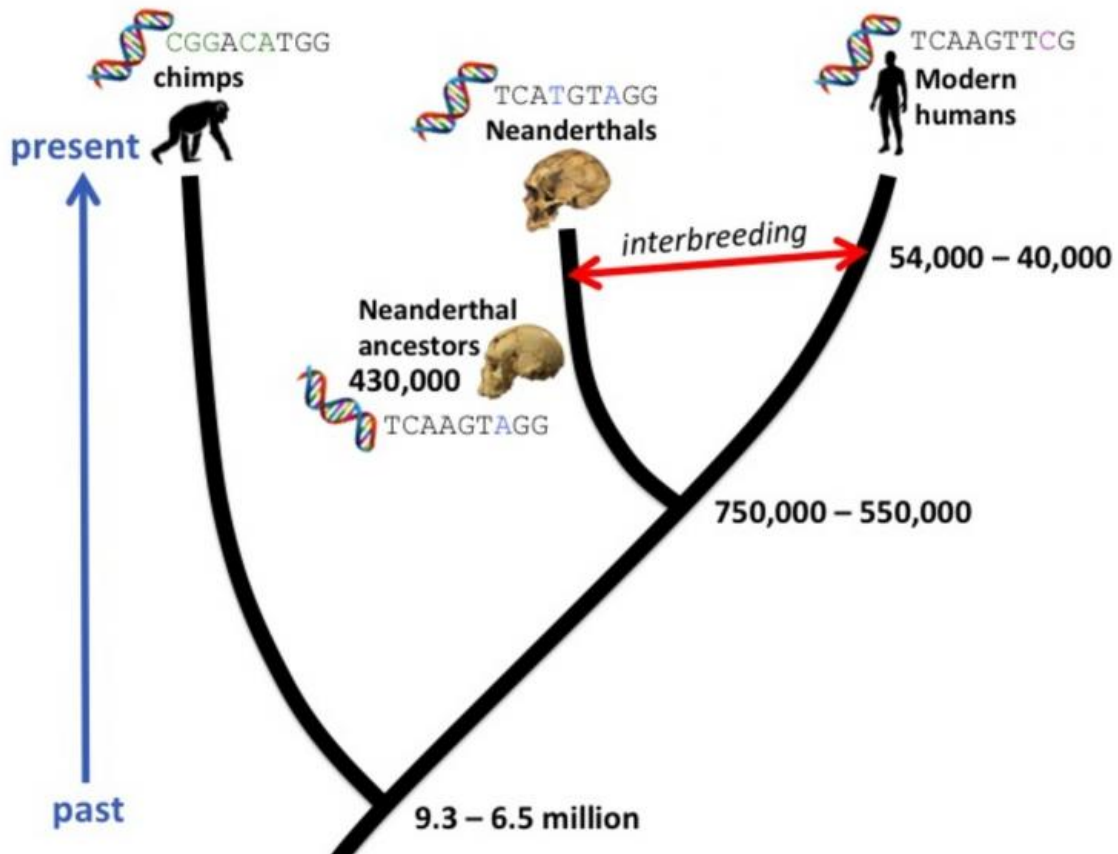 CGGACATGG
chimps
TCATGTAGG
Neanderthals
TCAAGTTCG
Modern
humans
present
interbreeding
54,000 – 40,000
Neanderthal
ancestors
430,000
TCAAGTAGG
750,000 – 550,000
past
9.3 – 6.5 million